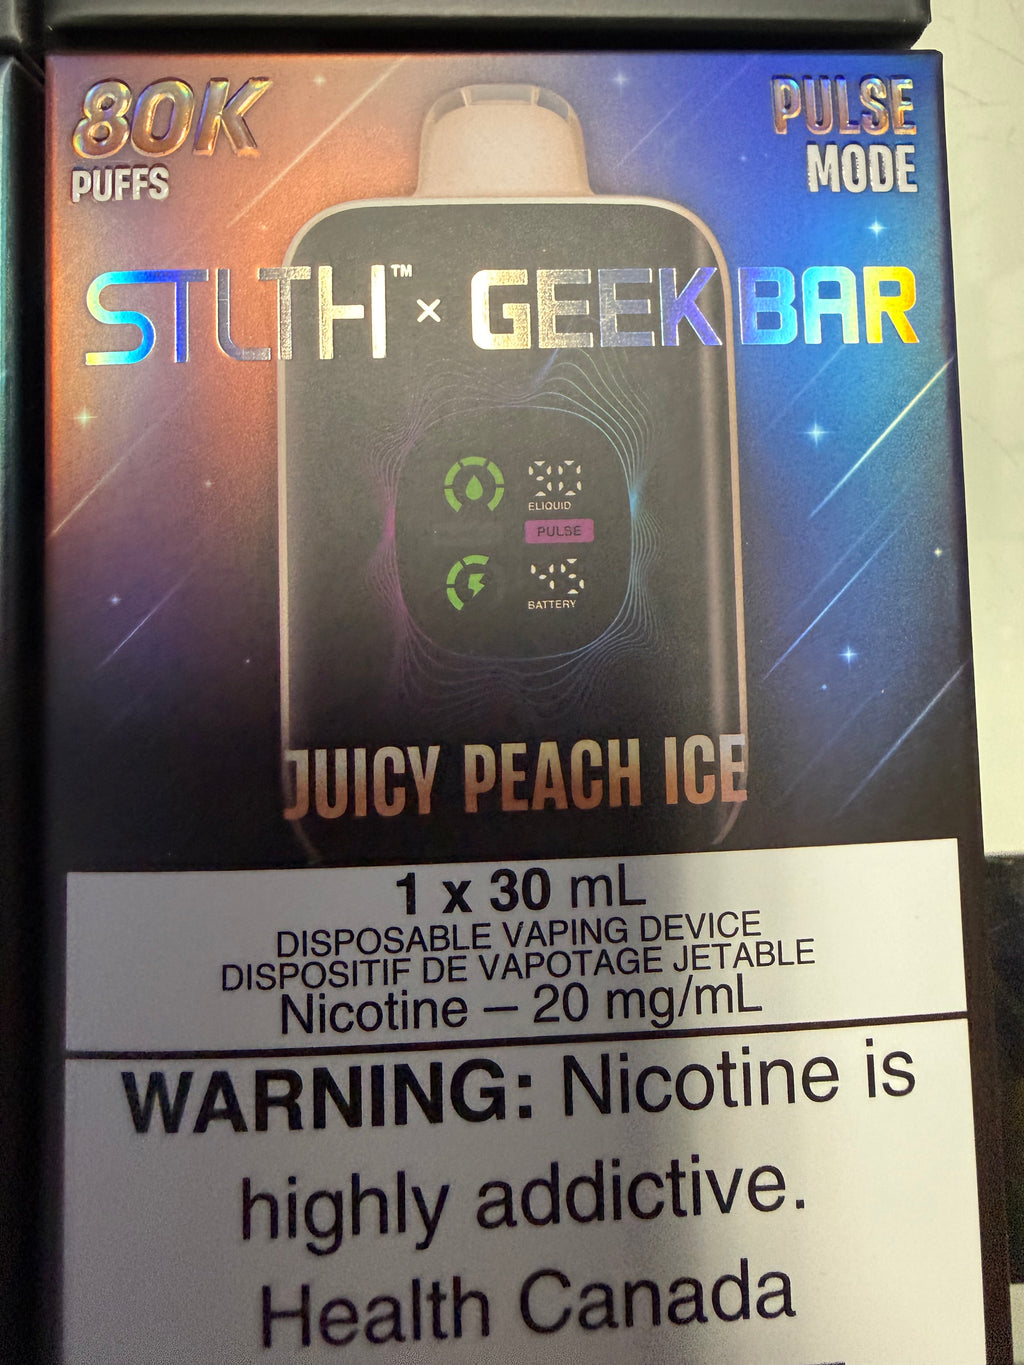 80K
PUFFS
PULSE
MODE
STLTH™ × GEEK BAR
ELIQUID
PULSE
BATTERY
JUICY PEACH ICE
1 x 30 mL
DISPOSABLE VAPING DEVICE
DISPOSITIF DE VAPOTAGE JETABLE
Nicotine – 20 mg/mL
WARNING: Nicotine is
highly addictive.
Health Canada